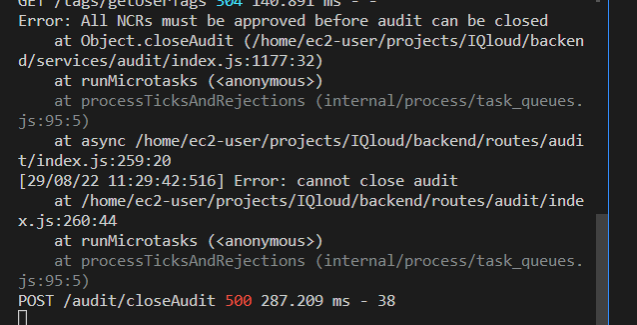 GET /tags/getUserTags 304 140.891 ms - -
Error: All NCRs must be approved before audit can be closed
    at Object.closeAudit (/home/ec2-user/projects/IQloud/backen
d/services/audit/index.js:1177:32)
    at runMicrotasks (<anonymous>)
    at processTicksAndRejections (internal/process/task_queues.
js:95:5)
    at async /home/ec2-user/projects/IQloud/backend/routes/audi
t/index.js:259:20
[29/08/22 11:29:42:516] Error: cannot close audit
    at /home/ec2-user/projects/IQloud/backend/routes/audit/inde
x.js:260:44
    at runMicrotasks (<anonymous>)
    at processTicksAndRejections (internal/process/task_queues.
js:95:5)
POST /audit/closeAudit 500 287.209 ms - 38